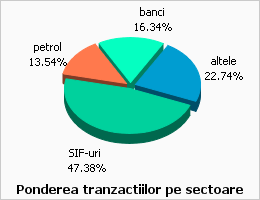 banci
16.34%
petrol
13.54%
altele
22.74%
SIF-uri
47.38%
Ponderea tranzactiilor pe sectoare